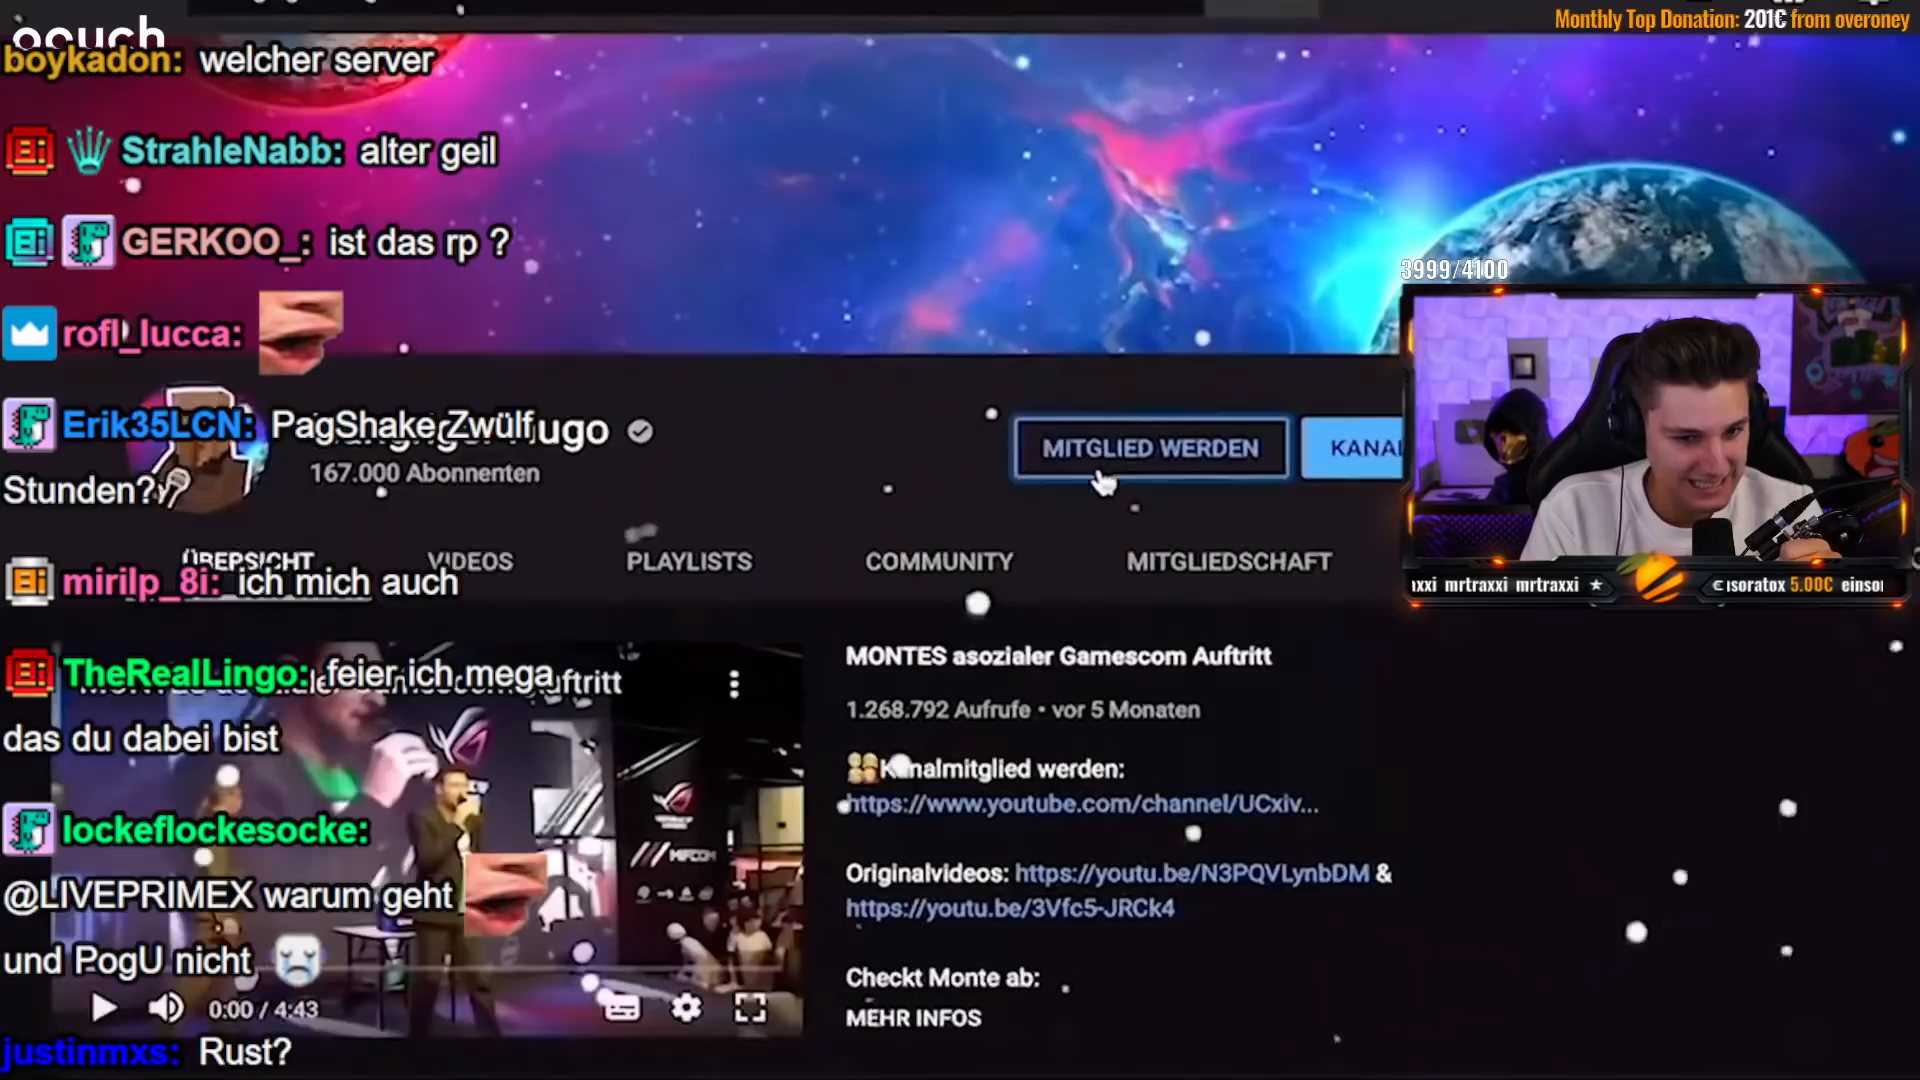 Monthly Top Donation: 201€ from overoney
boykadon: welcher server
StrahleNabb: alter geil
GERKOO_: ist das rp ?
3999/4100
rofl_lucca:
Erik35LCN: PagShake Zwülf
Stunden?
ugo
167.000 Abonnenten
MITGLIED WERDEN
KANAL
ÜBERSICHT
VIDEOS
PLAYLISTS
COMMUNITY
MITGLIEDSCHAFT
mirilp_8i: ich mich auch
mrtraxxi mrtraxxi
soratox 5.00€
TheRealLingo: feier ich mega
das du dabei bist
lockeflockesocke:
@LIVEPRIMEX warum geht
und PogU nicht
0:00 / 4:43
justinmxs: Rust?
MONTES asozialer Gamescom Auftritt
1.268.792 Aufrufe • vor 5 Monaten
Kanalmitglied werden:
https://www.youtube.com/channel/UCxiv...
Originalvideos: https://youtu.be/N3PQVLynbDM &
https://youtu.be/3Vfc5-JRCk4
Checkt Monte ab:
MEHR INFOS